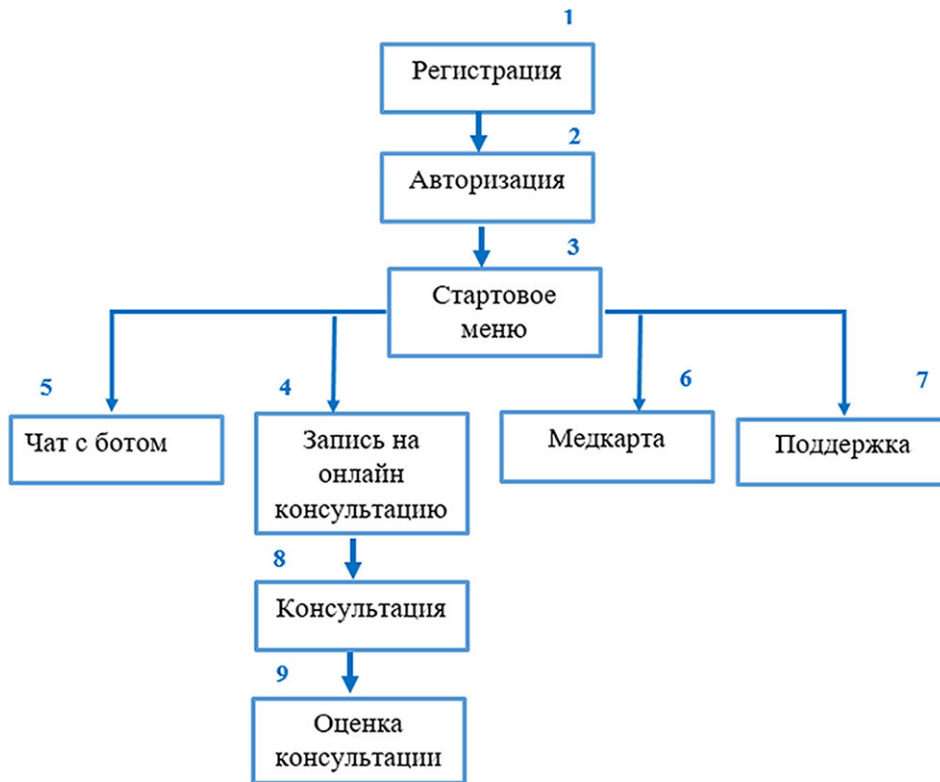 1
Регистрация
2
Авторизация
3
Стартовое
меню
5
4
6
7
Чат с ботом
Запись на
онлайн
консультацию
Медкарта
Поддержка
8
Консультация
9
Оценка
консультации